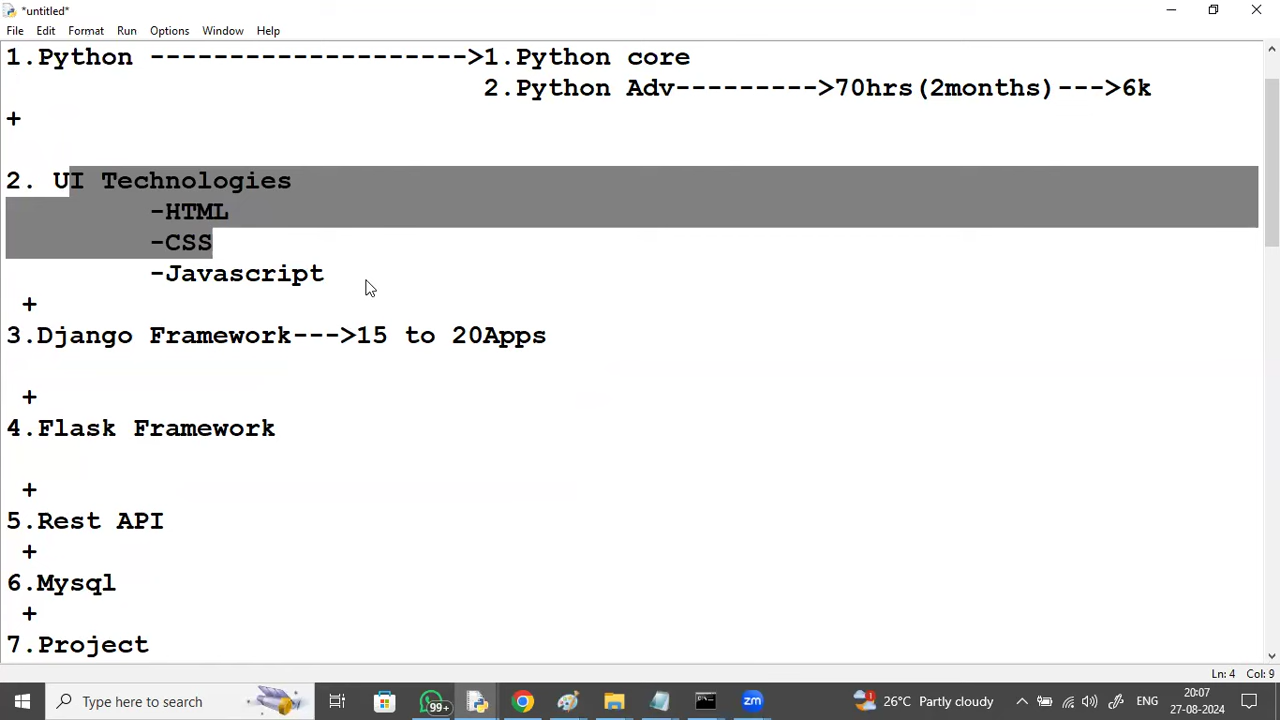 *untitled*
File Edit Format Run Options Window Help
1.Python -------------------->1.Python core
2.Python Adv--------->70hrs(2months)--->6k
+
2. UI Technologies
-HTML
-CSS
-Javascript
+
3.Django Framework--->15 to 20Apps
+
4.Flask Framework
+
5.Rest API
+
6.Mysql
+
7.Project
Ln: 4 Col: 9
Type here to search
99+
zm
1
26°C Partly cloudy
ENG
20:07
27-08-2024